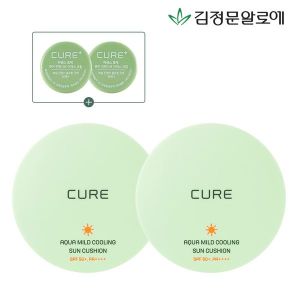 김정문알로에
CURE+
CURE+
+
CURE
AQUA MILD COOLING
SUN CUSHION
SPF 50+, PA++++
CURE
AQUA MILD COOLING
SUN CUSHION
SPF 50+, PA++++